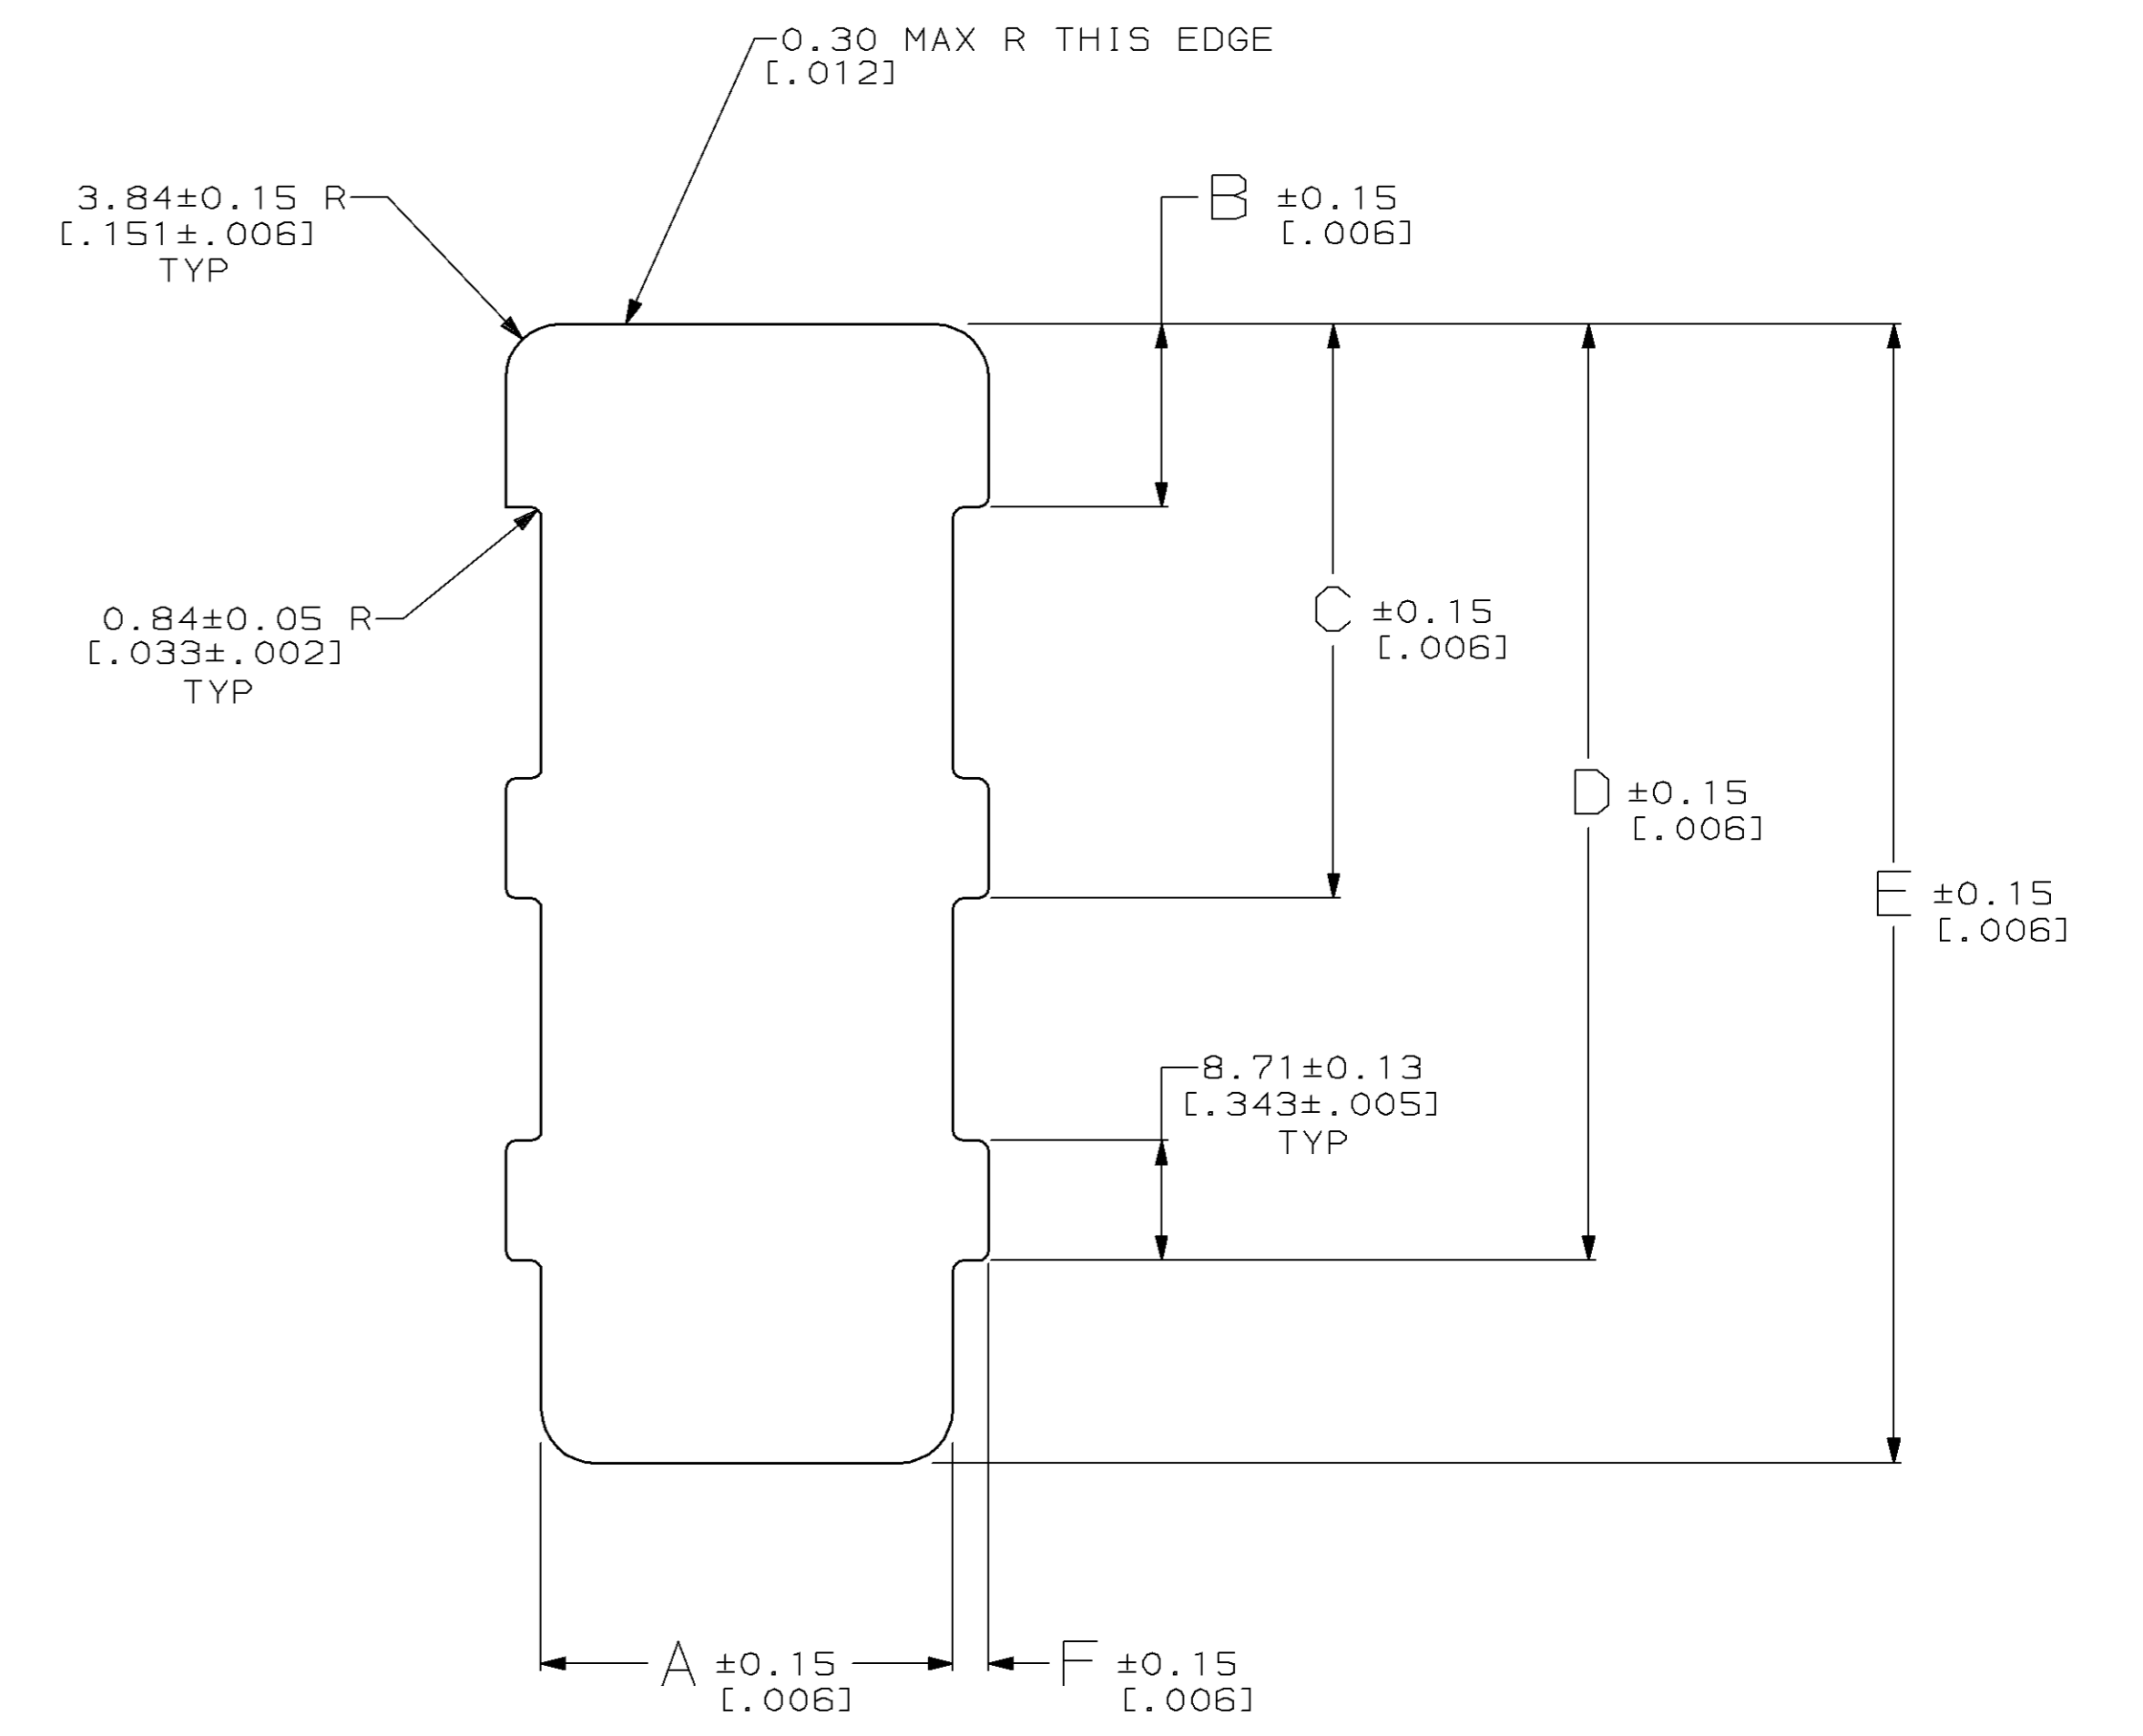 0.30 MAX R THIS EDGE
[.012]
3.84±0.15 R
[.151±.006]
TYP
B ±0.15
[.006]
0.84±0.05 R
[.033±.002]
TYP
C ±0.15
[.006]
D ±0.15
[.006]
E ±0.15
[.006]
8.71±0.13
[.343±.005]
TYP
A ±0.15
[.006]
F ±0.15
[.006]